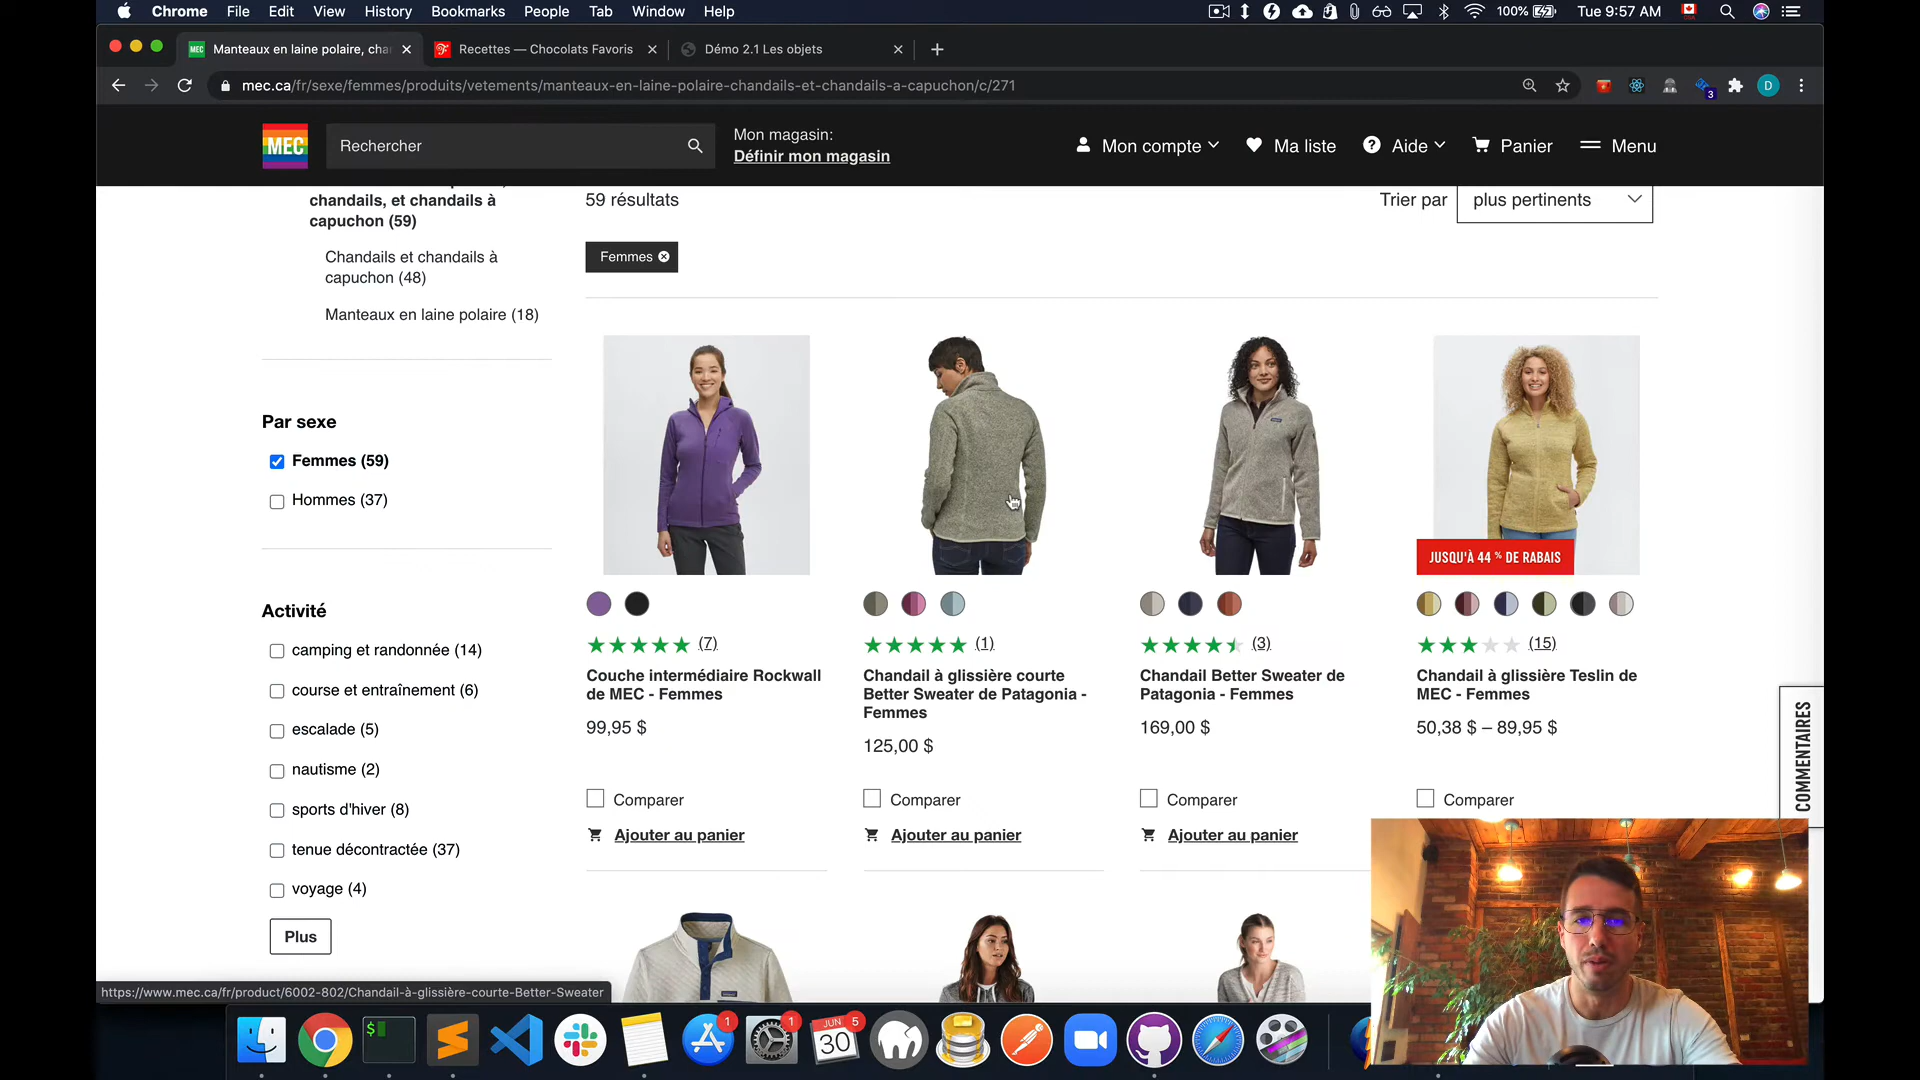 Chrome File Edit View History Bookmarks People Tab Window Help 100% Tue 9:57 AM
Manteaux en laine polaire, cha
Recettes — Chocolats Favoris
Démo 2.1 Les objets
mec.ca/fr/sexe/femmes/produits/vetements/manteaux-en-laine-polaire-chandails-et-chandails-a-capuchon/c/271
3
D
MEC
Rechercher
Mon magasin:
Définir mon magasin
Mon compte
Ma liste
Aide
Panier
Menu
chandails, et chandails à
capuchon (59)
Chandails et chandails à
capuchon (48)
Manteaux en laine polaire (18)
Par sexe
Femmes (59)
Hommes (37)
Activité
camping et randonnée (14)
course et entraînement (6)
escalade (5)
nautisme (2)
sports d'hiver (8)
tenue décontractée (37)
voyage (4)
Plus
59 résultats
Trier par
plus pertinents
Femmes
(7)
Couche intermédiaire Rockwall
de MEC - Femmes
99,95 $
Comparer
Ajouter au panier
(1)
Chandail à glissière courte
Better Sweater de Patagonia -
Femmes
125,00 $
Comparer
Ajouter au panier
(3)
Chandail Better Sweater de
Patagonia - Femmes
169,00 $
Comparer
Ajouter au panier
JUSQU'À 44 % DE RABAIS
(15)
Chandail à glissière Teslin de
MEC - Femmes
50,38 $ – 89,95 $
Comparer
COMMENTAIRES
https://www.mec.ca/fr/product/6002-802/Chandail-à-glissière-courte-Better-Sweater
$
1
1
JUN
5
30